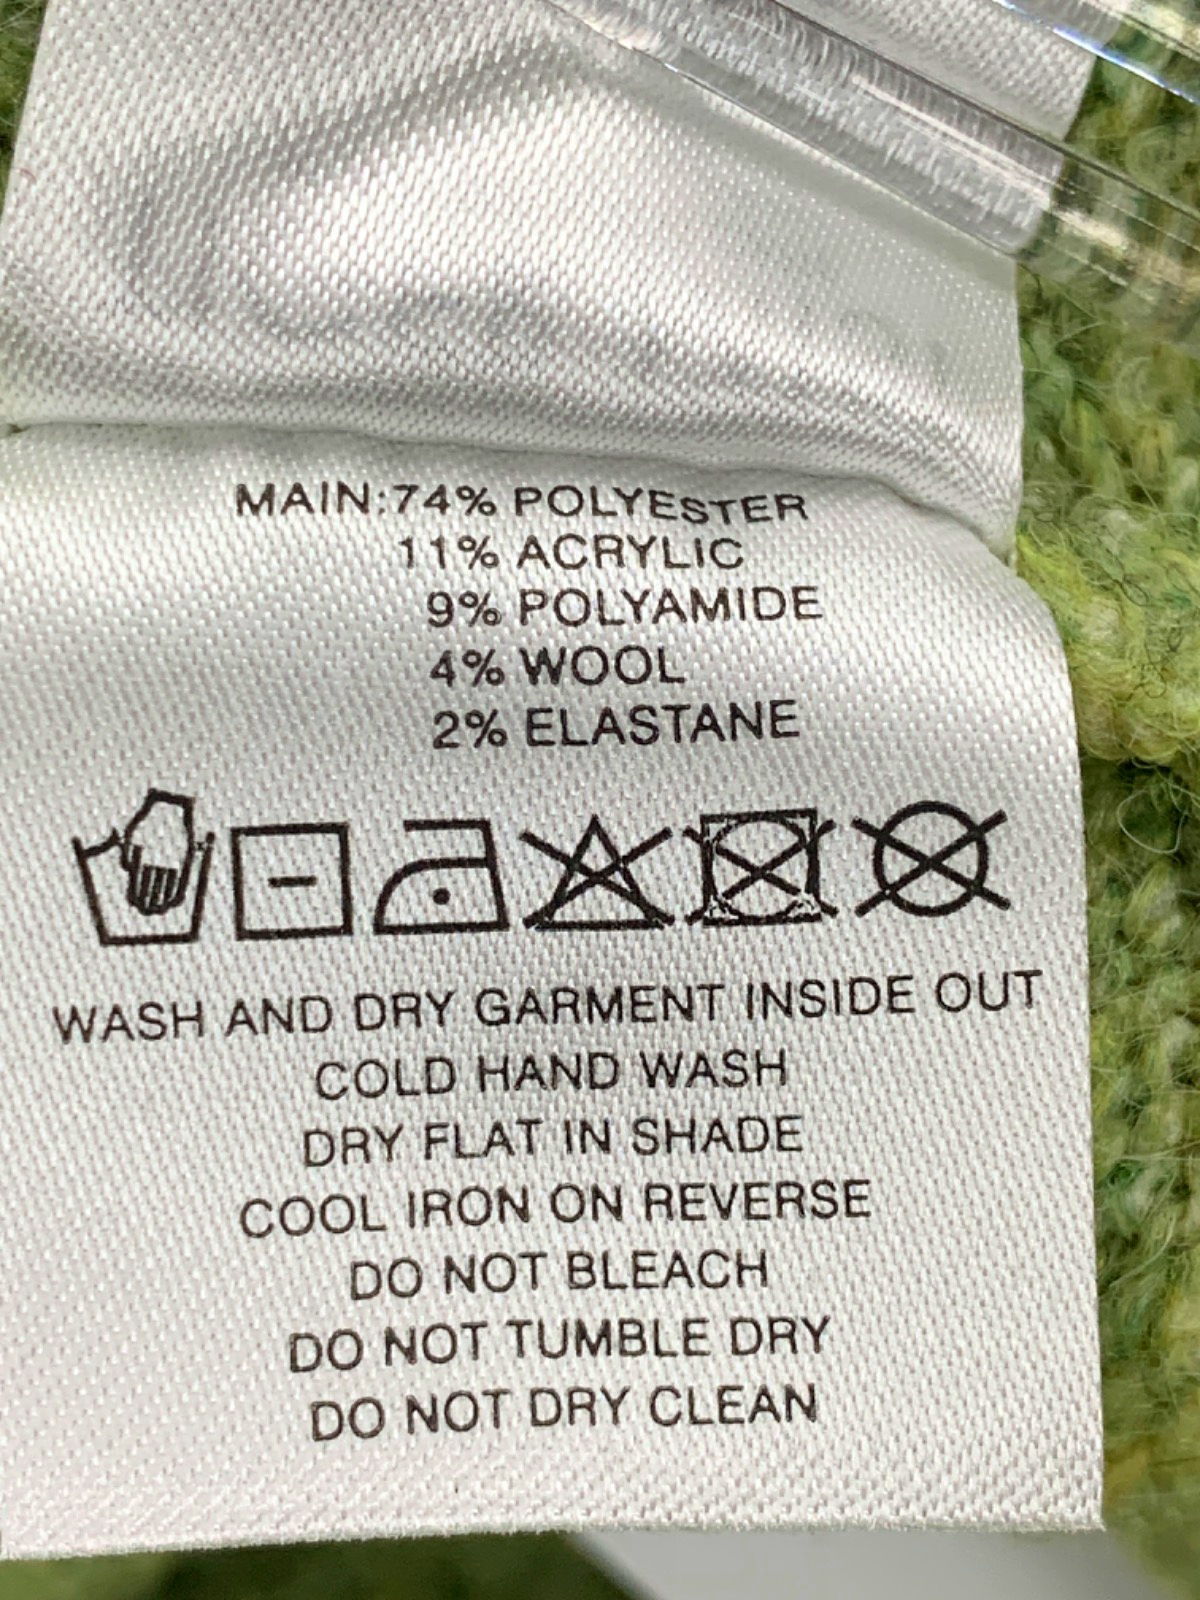 MAIN:74% POLYESTER
11% ACRYLIC
9% POLYAMIDE
4% WOOL
2% ELASTANE
WASH AND DRY GARMENT INSIDE OUT
COLD HAND WASH
DRY FLAT IN SHADE
COOL IRON ON REVERSE
DO NOT BLEACH
DO NOT TUMBLE DRY
DO NOT DRY CLEAN